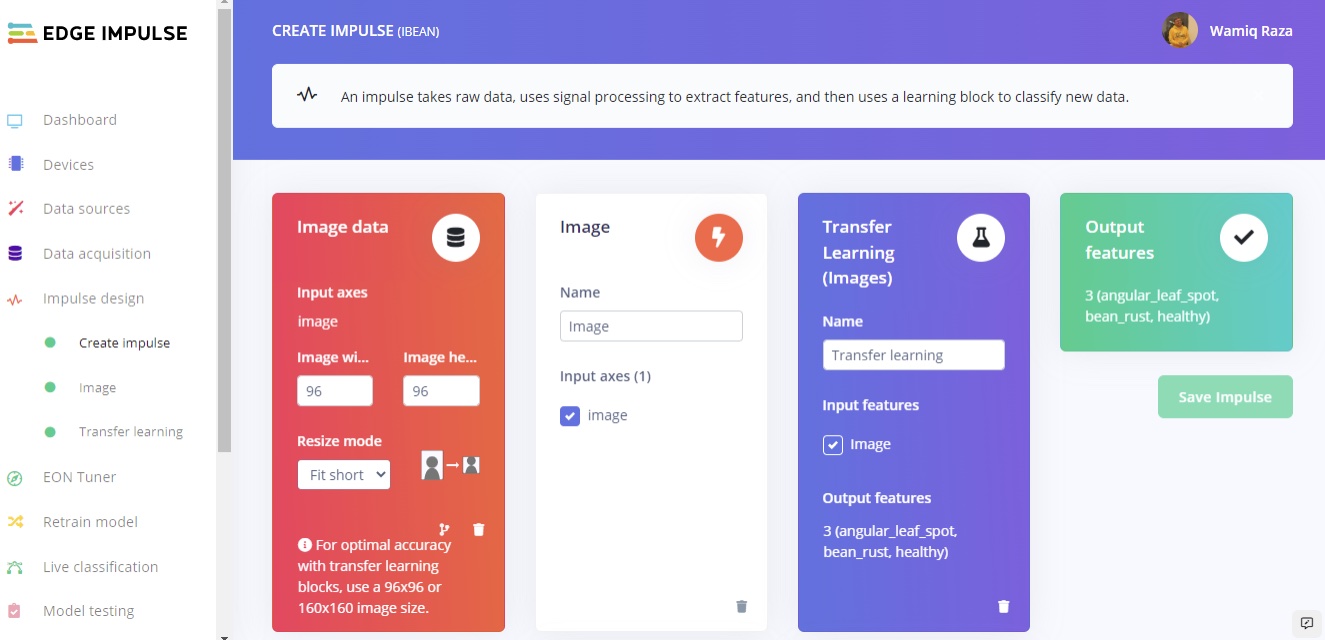 EDGE IMPULSE
Dashboard
Devices
Data sources
Data acquisition
Impulse design
Create impulse
Image
Transfer learning
EON Tuner
Retrain model
Live classification
Model testing
CREATE IMPULSE (IBEAN)
Wamiq Raza
An impulse takes raw data, uses signal processing to extract features, and then uses a learning block to classify new data.
Image data
Input axes
image
Image wi... Image he...
96 96
Resize mode
Fit short
For optimal accuracy
with transfer learning
blocks, use a 96x96 or
160x160 image size.
Image
Name
Image
Input axes (1)
image
Transfer
Learning
(Images)
Name
Transfer learning
Input features
Image
Output features
3 (angular_leaf_spot,
bean_rust, healthy)
Output
features
3 (angular_leaf_spot,
bean_rust, healthy)
Save Impulse